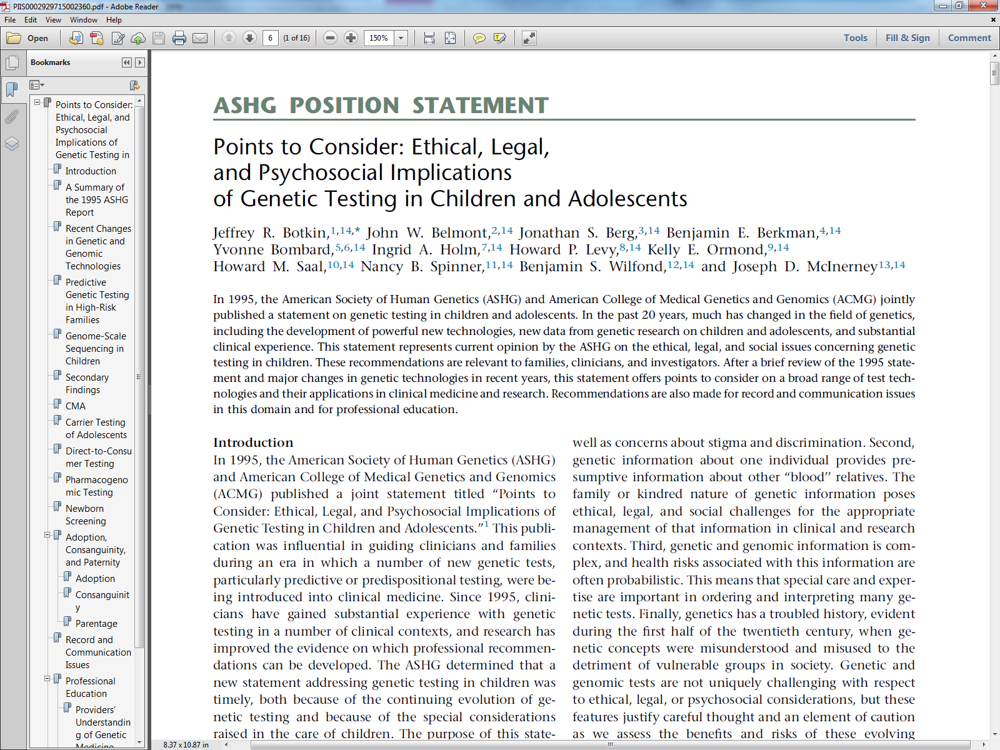 PIIS0002929715002360.pdf - Adobe Reader
File Edit View Window Help
Open
6
(1 of 16)
150%
Tools
Fill & Sign
Comment
Bookmarks
Points to Consider:
Ethical, Legal, and
Psychosocial
Implications of
Genetic Testing in
Introduction
A Summary of
the 1995 ASHG
Report
Recent Changes
in Genetic and
Genomic
Technologies
Predictive
Genetic Testing
in High-Risk
Families
Genome-Scale
Sequencing in
Children
Secondary
Findings
CMA
Carrier Testing
of Adolescents
Direct-to-Consu
mer Testing
Pharmacogeno
mic Testing
Newborn
Screening
Adoption,
Consanguinity,
and Paternity
Adoption
Consanguinit
y
Parentage
Record and
Communication
Issues
Professional
Education
Providers'
Understandin
g of Genetic
Medicine
ASHG POSITION STATEMENT
Points to Consider: Ethical, Legal,
and Psychosocial Implications
of Genetic Testing in Children and Adolescents
Jeffrey R. Botkin,1,14,* John W. Belmont,2,14 Jonathan S. Berg,3,14 Benjamin E. Berkman,4,14
Yvonne Bombard,5,6,14 Ingrid A. Holm,7,14 Howard P. Levy,8,14 Kelly E. Ormond,9,14
Howard M. Saal,10,14 Nancy B. Spinner,11,14 Benjamin S. Wilfond,12,14 and Joseph D. McInerney13,14
In 1995, the American Society of Human Genetics (ASHG) and American College of Medical Genetics and Genomics (ACMG) jointly
published a statement on genetic testing in children and adolescents. In the past 20 years, much has changed in the field of genetics,
including the development of powerful new technologies, new data from genetic research on children and adolescents, and substantial
clinical experience. This statement represents current opinion by the ASHG on the ethical, legal, and social issues concerning genetic
testing in children. These recommendations are relevant to families, clinicians, and investigators. After a brief review of the 1995 state-
ment and major changes in genetic technologies in recent years, this statement offers points to consider on a broad range of test tech-
nologies and their applications in clinical medicine and research. Recommendations are also made for record and communication issues
in this domain and for professional education.
Introduction
In 1995, the American Society of Human Genetics (ASHG)
and American College of Medical Genetics and Genomics
(ACMG) published a joint statement titled “Points to
Consider: Ethical, Legal, and Psychosocial Implications of
Genetic Testing in Children and Adolescents.”1 This publi-
cation was influential in guiding clinicians and families
during an era in which a number of new genetic tests,
particularly predictive or predispositional testing, were be-
ing introduced into clinical medicine. Since 1995, clini-
cians have gained substantial experience with genetic
testing in a number of clinical contexts, and research has
improved the evidence on which professional recommen-
dations can be developed. The ASHG determined that a
new statement addressing genetic testing in children was
timely, both because of the continuing evolution of ge-
netic testing and because of the special considerations
raised in the care of children. The purpose of this state-
well as concerns about stigma and discrimination. Second,
genetic information about one individual provides pre-
sumptive information about other “blood” relatives. The
family or kindred nature of genetic information poses
ethical, legal, and social challenges for the appropriate
management of that information in clinical and research
contexts. Third, genetic and genomic information is com-
plex, and health risks associated with this information are
often probabilistic. This means that special care and exper-
tise are important in ordering and interpreting many ge-
netic tests. Finally, genetics has a troubled history, evident
during the first half of the twentieth century, when ge-
netic concepts were misunderstood and misused to the
detriment of vulnerable groups in society. Genetic and
genomic tests are not uniquely challenging with respect
to ethical, legal, or psychosocial considerations, but these
features justify careful thought and an element of caution
as we assess the benefits and risks of these evolving
8.37 x 10.87 in